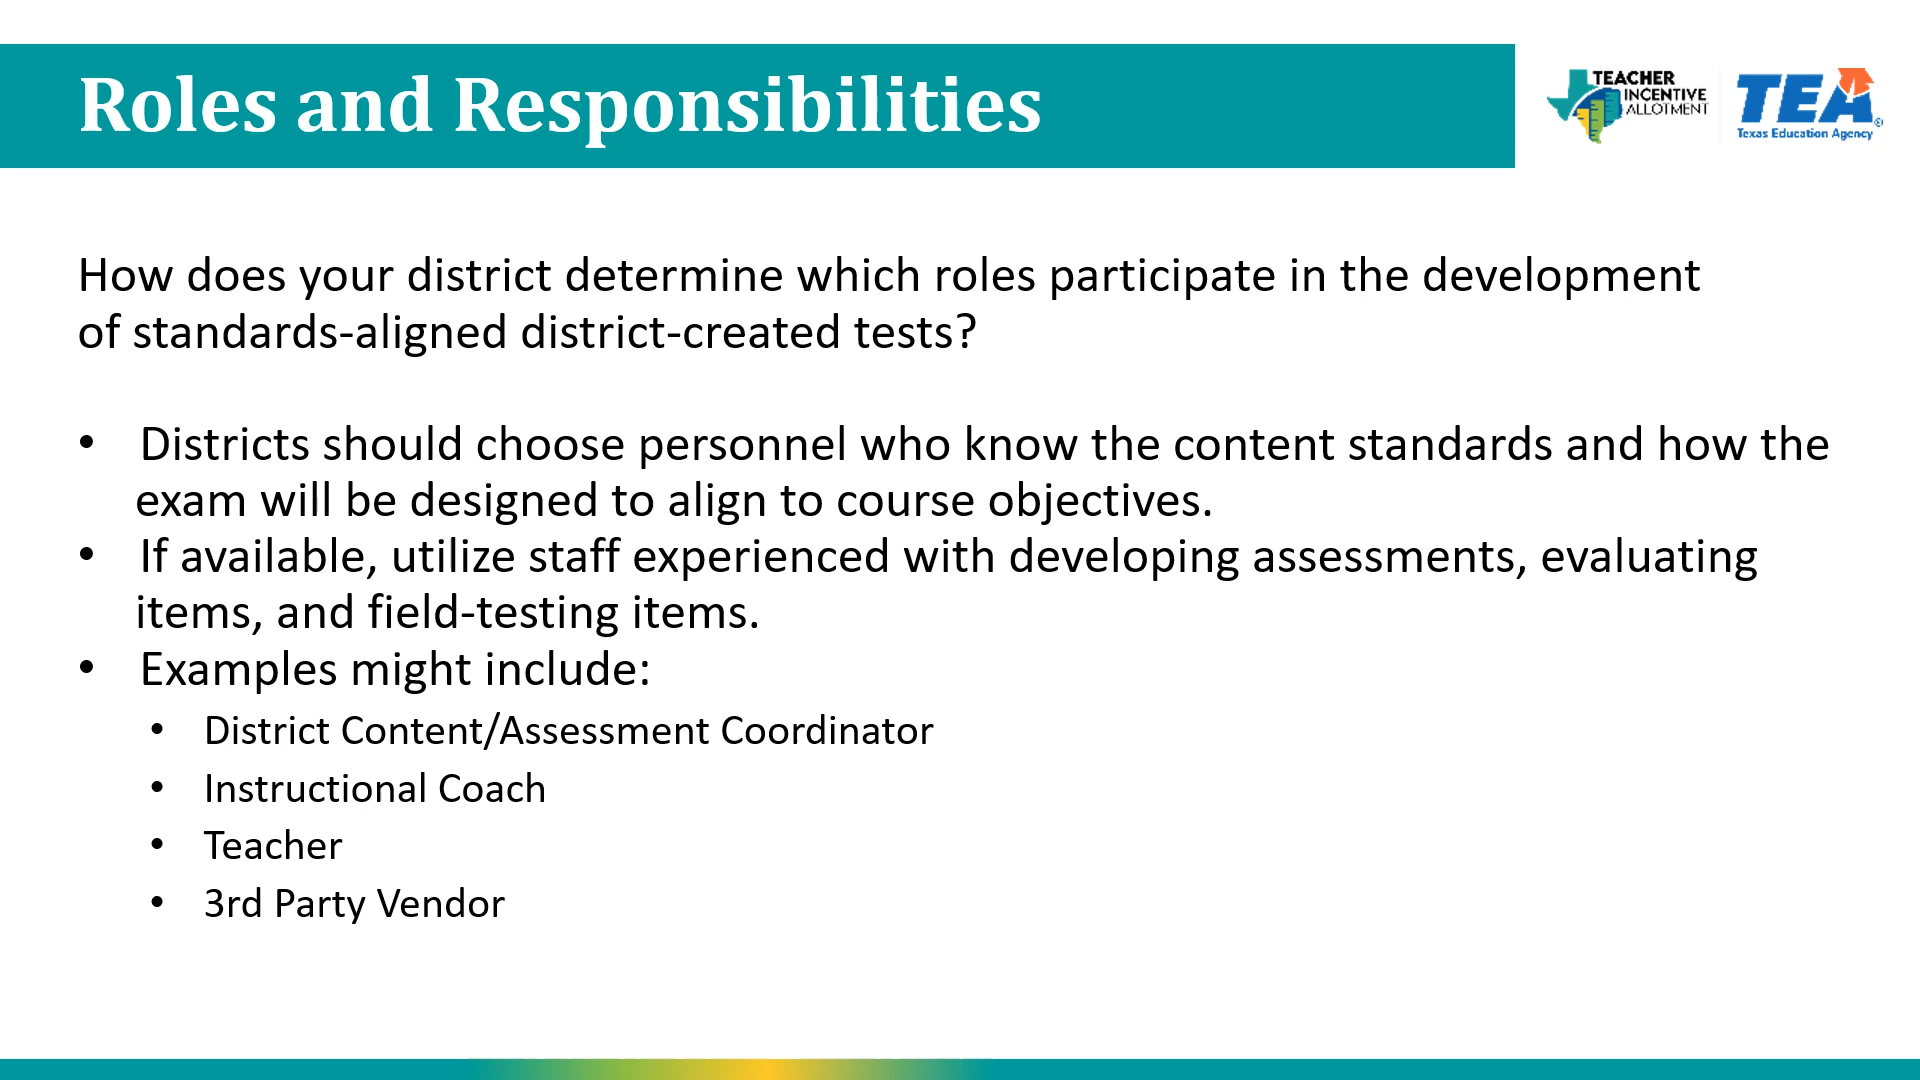 Roles and Responsibilities
TEACHER
INCENTIVE
ALLOTMENT
TEA®
Texas Education Agency
How does your district determine which roles participate in the development
of standards-aligned district-created tests?
• Districts should choose personnel who know the content standards and how the
exam will be designed to align to course objectives.
• If available, utilize staff experienced with developing assessments, evaluating
items, and field-testing items.
• Examples might include:
• District Content/Assessment Coordinator
• Instructional Coach
• Teacher
• 3rd Party Vendor